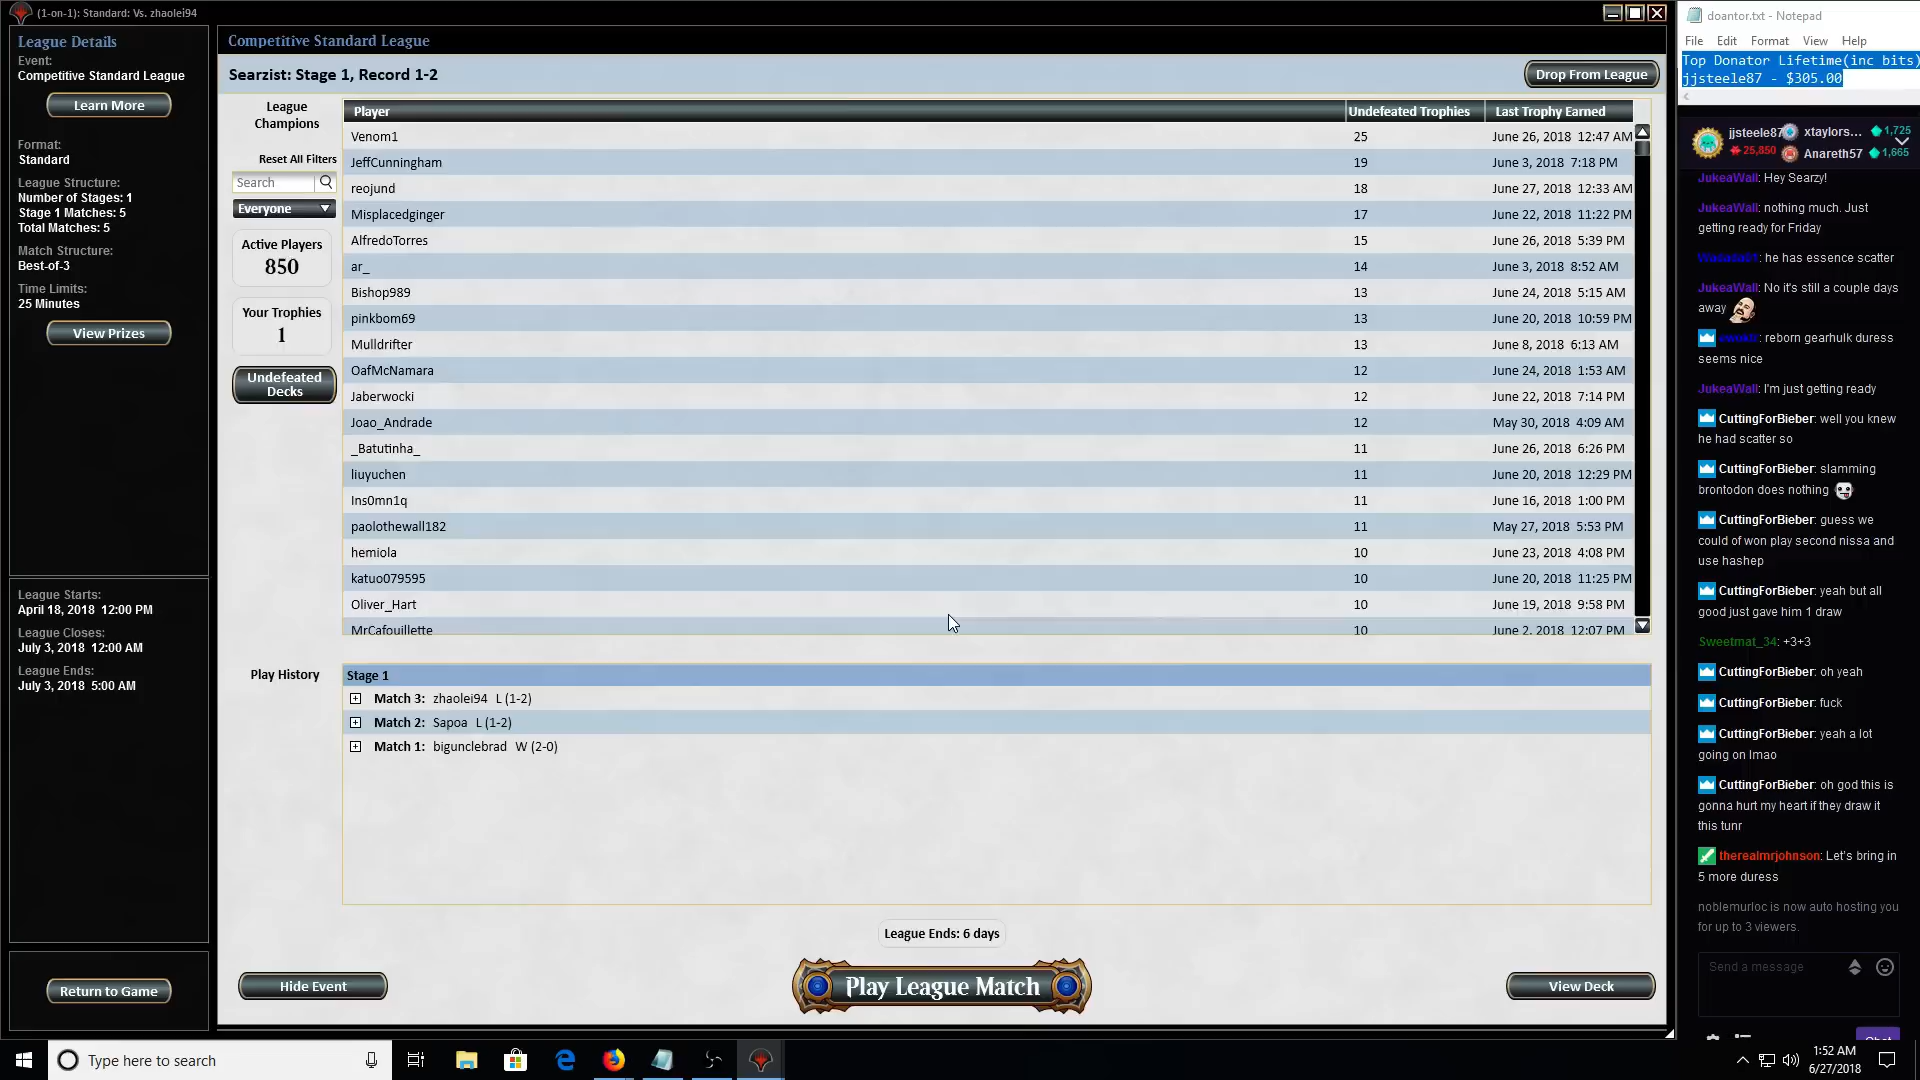 (1-on-1): Standard: Vs. zhaolei94
League Details
Event:
Competitive Standard League
Learn More
Format:
Standard
League Structure:
Number of Stages: 1
Stage 1 Matches: 5
Total Matches: 5
Match Structure:
Best-of-3
Time Limits:
25 Minutes
View Prizes
League Starts:
April 18, 2018 12:00 PM
League Closes:
July 3, 2018 12:00 AM
League Ends:
July 3, 2018 5:00 AM
Return to Game
Competitive Standard League
Searzist: Stage 1, Record 1-2
Drop From League
League
Champions
Reset All Filters
Search
Everyone
Active Players
850
Your Trophies
1
Undefeated
Decks
Player Undefeated Trophies Last Trophy Earned
Venom1 25 June 26, 2018 12:47 AM
JeffCunningham 19 June 3, 2018 7:18 PM
reojund 18 June 27, 2018 12:33 AM
Misplacedginger 17 June 22, 2018 11:22 PM
AlfredoTorres 15 June 26, 2018 5:39 PM
ar_ 14 June 3, 2018 8:52 AM
Bishop989 13 June 24, 2018 5:15 AM
pinkbom69 13 June 20, 2018 10:59 PM
Mulldrifter 13 June 8, 2018 6:13 AM
OafMcNamara 12 June 24, 2018 1:53 AM
Jaberwocki 12 June 22, 2018 7:14 PM
Joao_Andrade 12 May 30, 2018 4:09 AM
_Batutinha_ 11 June 26, 2018 6:26 PM
liuyuchen 11 June 20, 2018 12:29 PM
Ins0mn1q 11 June 16, 2018 1:00 PM
paolothewall182 11 May 27, 2018 5:53 PM
hemiola 10 June 23, 2018 4:08 PM
katuo079595 10 June 20, 2018 11:25 PM
Oliver_Hart 10 June 19, 2018 9:58 PM
MrCafouillette 10 June 2, 2018 12:07 PM
Play History
Stage 1
Match 3: zhaolei94 L (1-2)
Match 2: Sapoa L (1-2)
Match 1: bigunclebrad W (2-0)
League Ends: 6 days
Hide Event
Play League Match
View Deck
doantor.txt - Notepad
File Edit Format View Help
Top Donator Lifetime(inc bits)
jjsteele87 - $305.00
jjsteele87 25,850
xtaylors... 1,725
Anareth57 1,665
JukeaWall: Hey Searzy!
JukeaWall: nothing much. Just
getting ready for Friday
he has essence scatter
JukeaWall: No it's still a couple days
away
reborn gearhulk duress
seems nice
JukeaWall: I'm just getting ready
CuttingForBieber: well you knew
he had scatter so
CuttingForBieber: slamming
brontodon does nothing
CuttingForBieber: guess we
could of won play second nissa and
use hashep
CuttingForBieber: yeah but all
good just gave him 1 draw
Sweetmat_34: +3+3
CuttingForBieber: oh yeah
CuttingForBieber: fuck
CuttingForBieber: yeah a lot
going on lmao
CuttingForBieber: oh god this is
gonna hurt my heart if they draw it
this tunr
therealmrjohnson: Let's bring in
5 more duress
noblemurloc is now auto hosting you
for up to 3 viewers.
Send a message
Chat
Type here to search
1:52 AM
6/27/2018